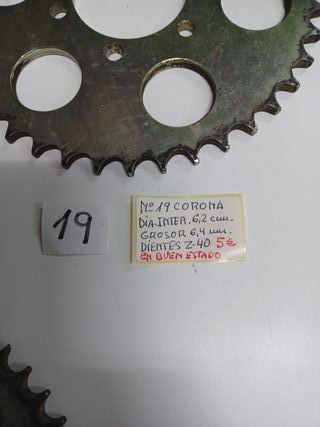 19
Nº 19 CORONA
DIA.INTER. 6,2 cm.
GROSOR 6,4 mm.
DIENTES Z-40 5€
EN BUEN ESTADO